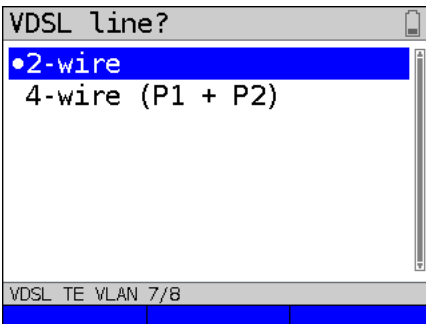 VDSL line?
●2-wire
4-wire (P1 + P2)
VDSL TE VLAN 7/8